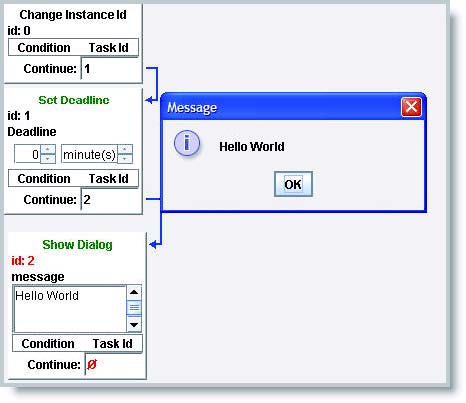 Change Instance Id
id: 0
Condition Task Id
Continue: 1
Set Deadline
id: 1
Deadline
0 minute(s)
Condition Task Id
Continue: 2
Message
Hello World
OK
Show Dialog
id: 2
message
Hello World
Condition Task Id
Continue: Ø